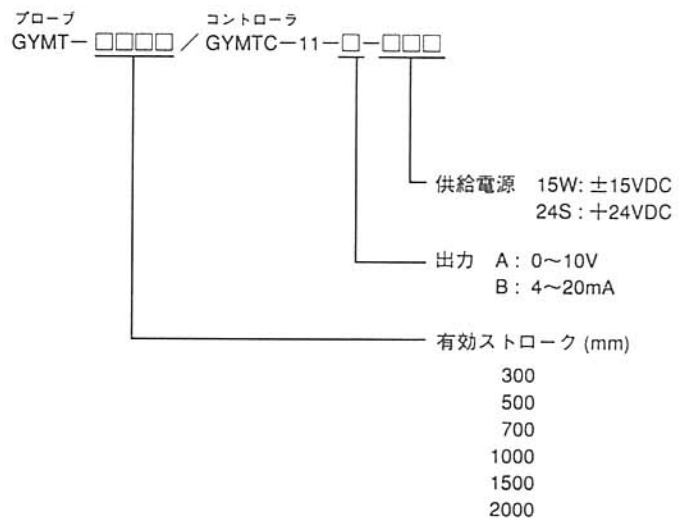 プローブ コントローラ
GYMT－□□□□／GYMTC－11－□－□□□
供給電源 15W: ±15VDC
24S : ＋24VDC
出力 A : 0〜10V
B : 4〜20mA
有効ストローク (mm)
300
500
700
1000
1500
2000